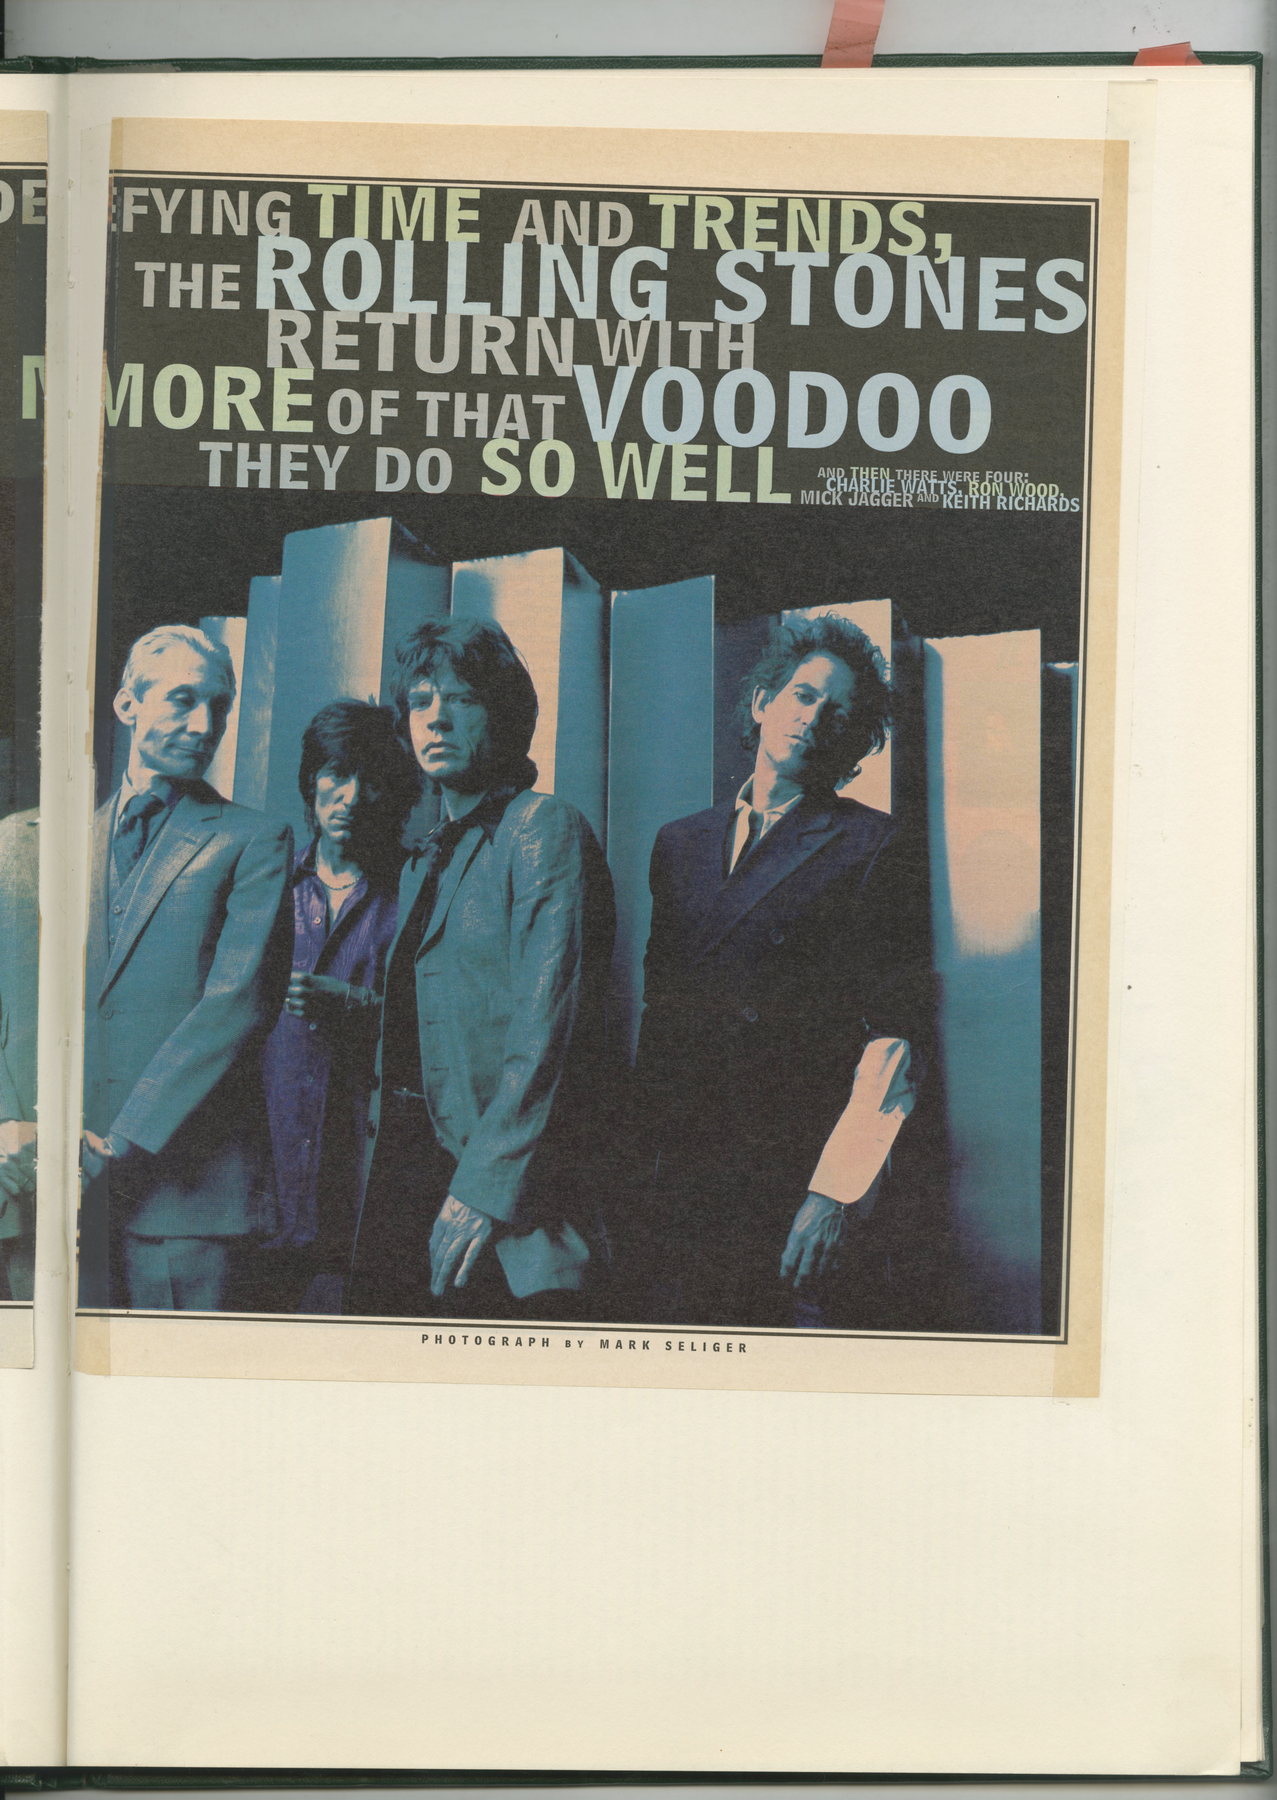 DEFYING TIME AND TRENDS,
THE ROLLING STONES
RETURN WITH
MORE OF THAT VOODOO
THEY DO SO WELL
AND THEN THERE WERE FOUR:
CHARLIE WATTS, RON WOOD,
MICK JAGGER AND KEITH RICHARDS
PHOTOGRAPH BY MARK SELIGER